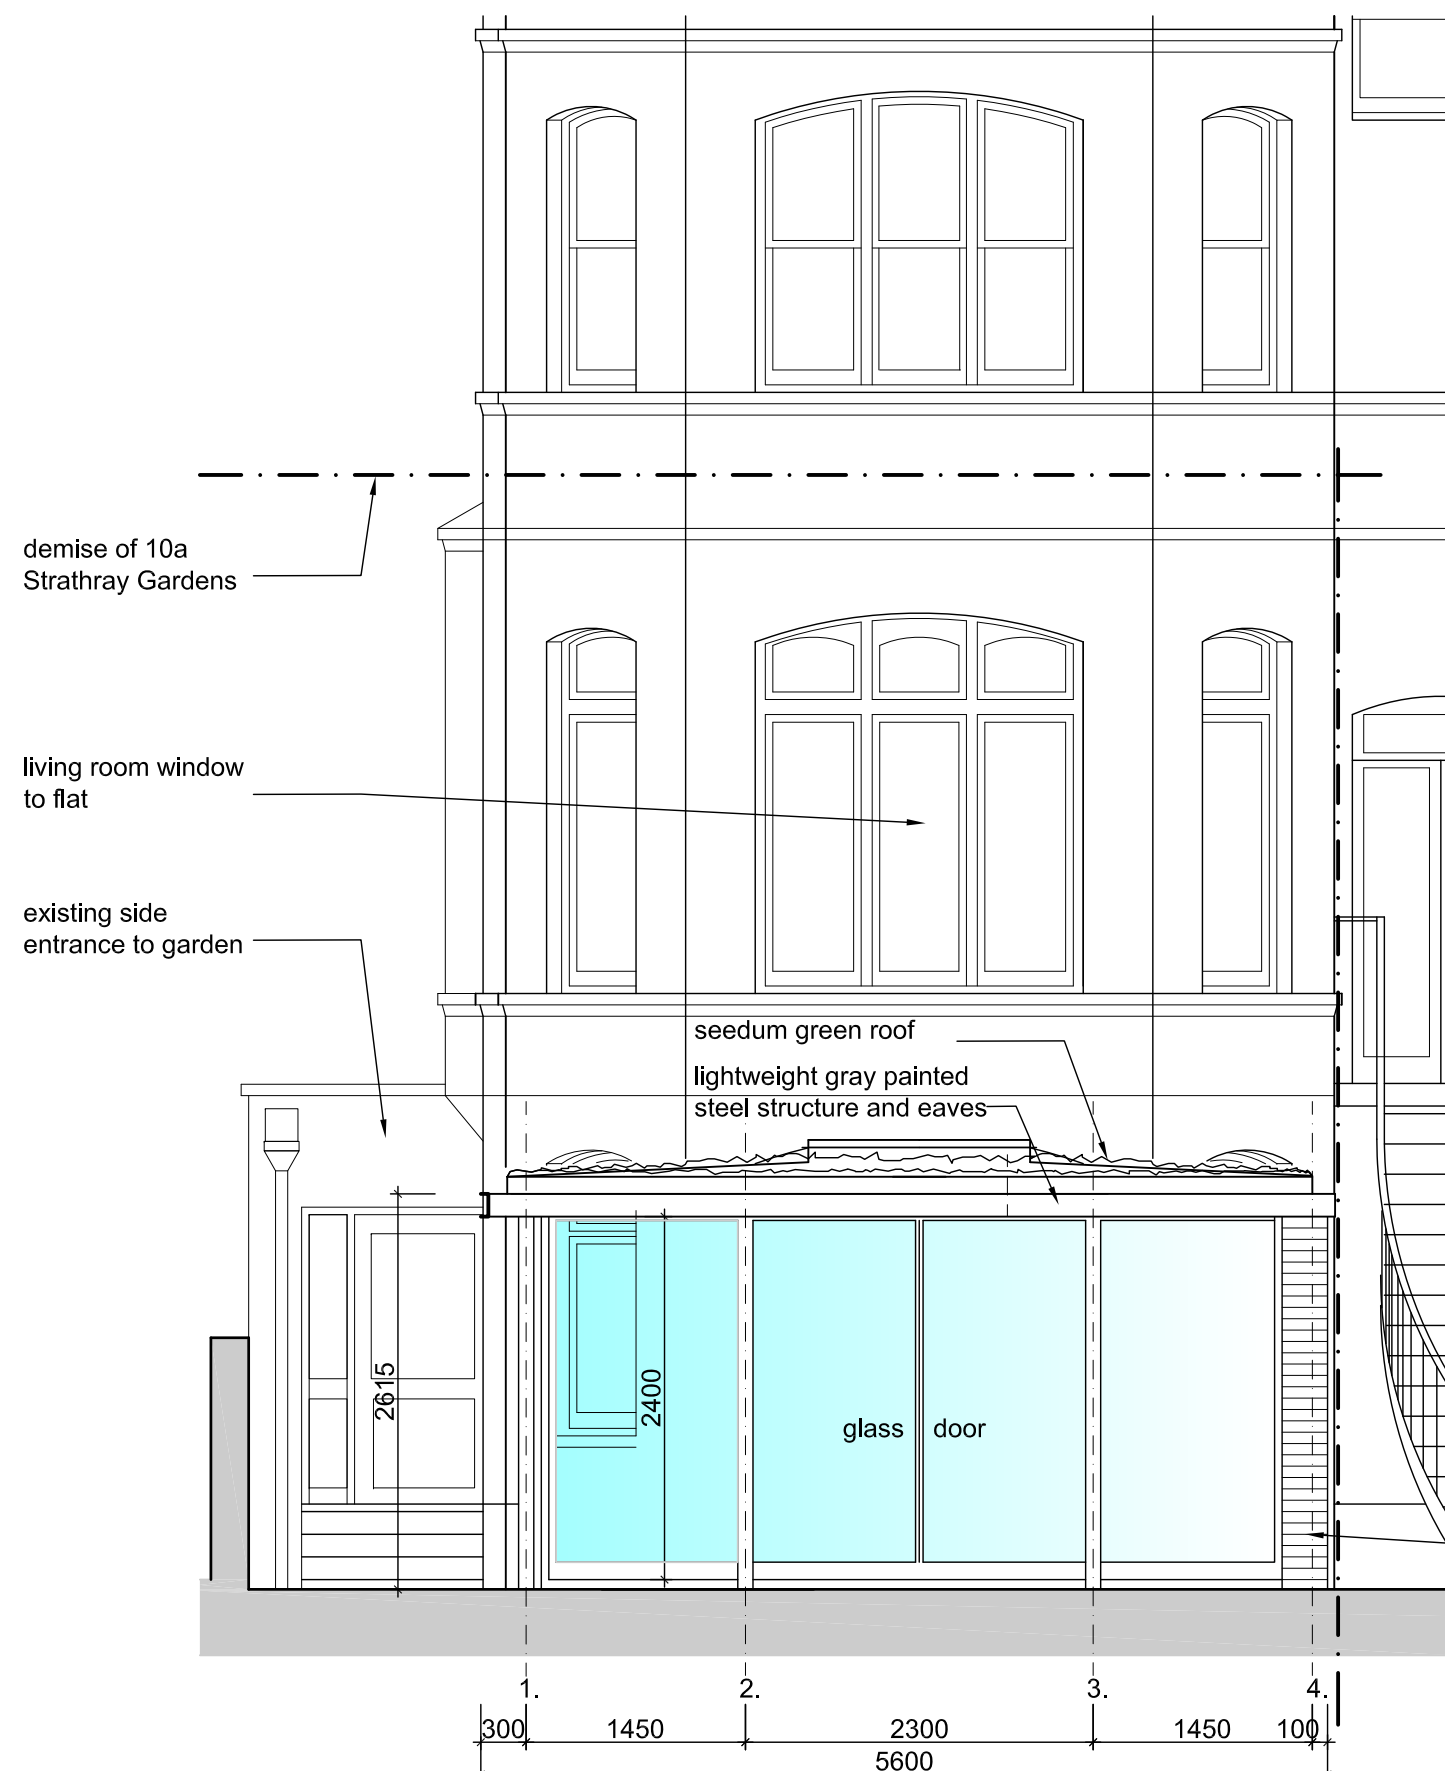 demise of 10a
Strathray Gardens
living room window
to flat
existing side
entrance to garden
seedum green roof
lightweight gray painted
steel structure and eaves
2615
2400
glass door
1. 2. 3. 4.
300 1450 2300 1450 100
5600